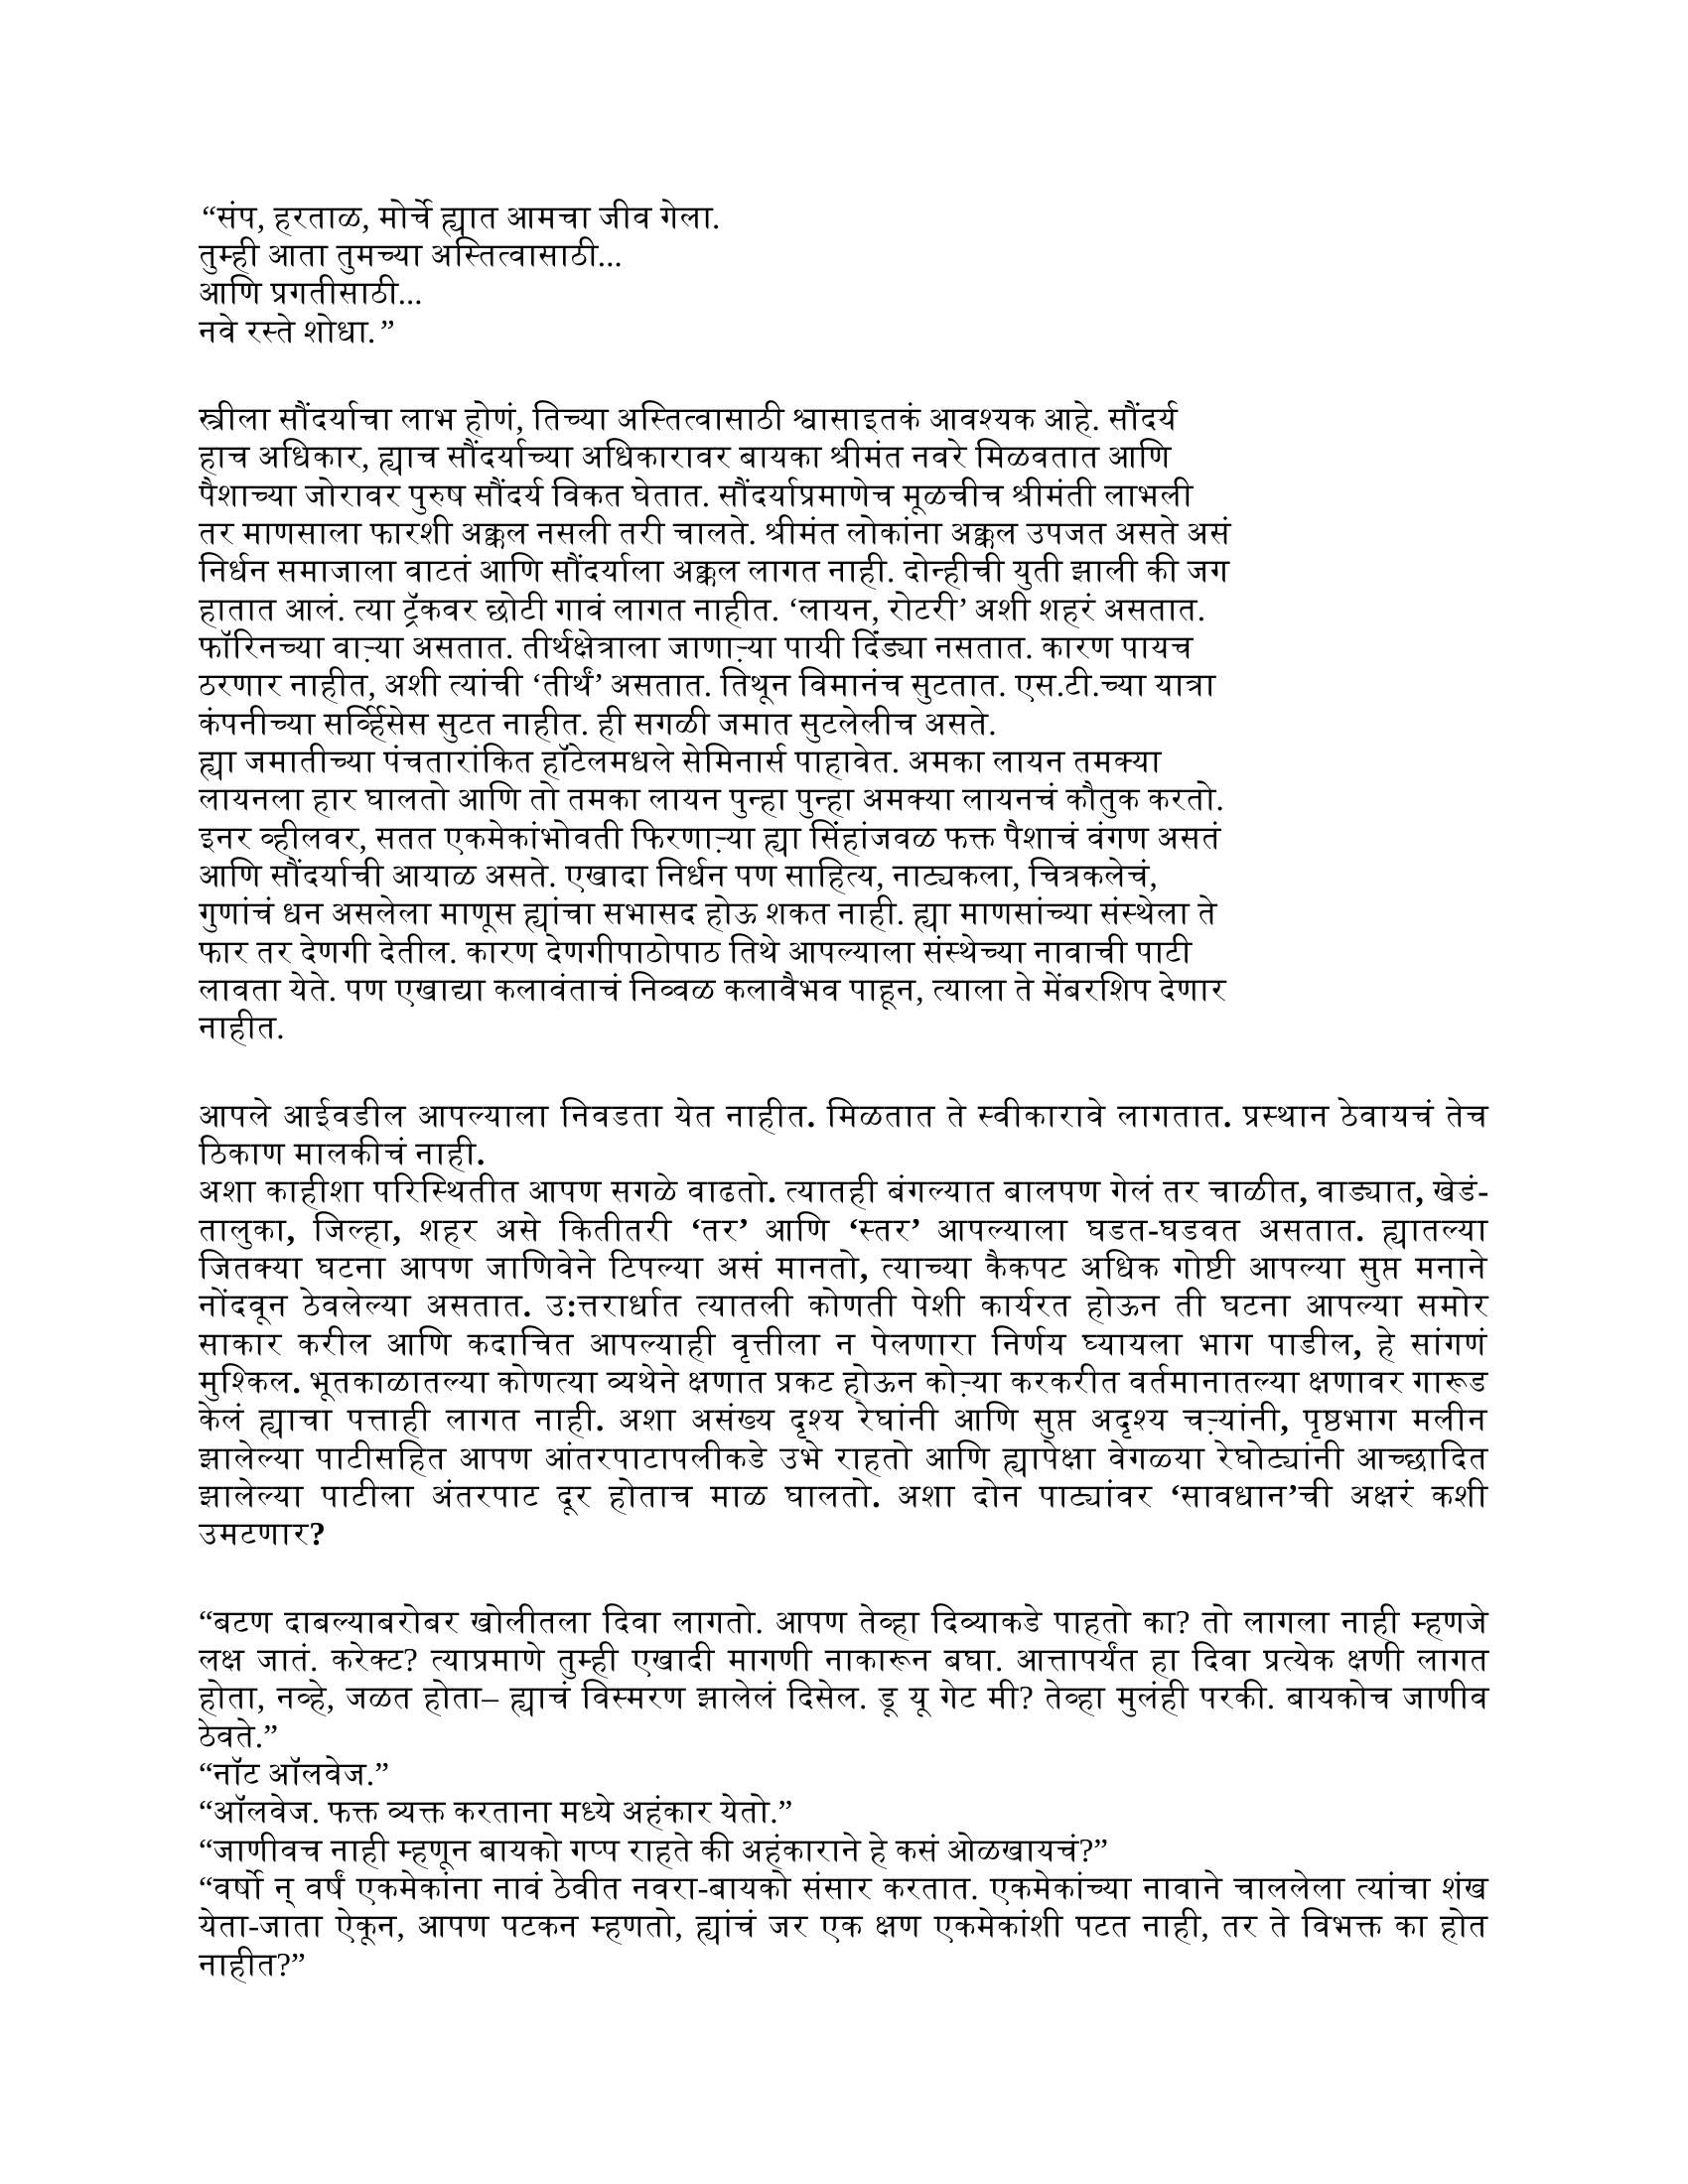 “संप, हरताळ, मोर्चे ह्यात आमचा जीव गेला.
तुम्ही आता तुमच्या अस्तित्वासाठी...
आणि प्रगतीसाठी...
नवे रस्ते शोधा.”
स्त्रीला सौंदर्याचा लाभ होणं, तिच्या अस्तित्वासाठी श्वासाइतकं आवश्यक आहे. सौंदर्य
हाच अधिकार, ह्याच सौंदर्याच्या अधिकारावर बायका श्रीमंत नवरे मिळवतात आणि
पैशाच्या जोरावर पुरुष सौंदर्य विकत घेतात. सौंदर्याप्रमाणेच मूळचीच श्रीमंती लाभली
तर माणसाला फारशी अक्कल नसली तरी चालते. श्रीमंत लोकांना अक्कल उपजत असते असं
निर्धन समाजाला वाटतं आणि सौंदर्याला अक्कल लागत नाही. दोन्हीची युती झाली की जग
हातात आलं. त्या ट्रॅकवर छोटी गावं लागत नाहीत. ‘लायन, रोटरी’ अशी शहरं असतात.
फॉरिनच्या वाऱ्या असतात. तीर्थक्षेत्राला जाणाऱ्या पायी दिंड्या नसतात. कारण पायच
ठरणार नाहीत, अशी त्यांची ‘तीर्थं’ असतात. तिथून विमानंच सुटतात. एस.टी.च्या यात्रा
कंपनीच्या सर्व्हिसेस सुटत नाहीत. ही सगळी जमात सुटलेलीच असते.
ह्या जमातीच्या पंचतारांकित हॉटेलमधले सेमिनार्स पाहावेत. अमका लायन तमक्या
लायनला हार घालतो आणि तो तमका लायन पुन्हा पुन्हा अमक्या लायनचं कौतुक करतो.
इनर व्हीलवर, सतत एकमेकांभोवती फिरणाऱ्या ह्या सिंहांजवळ फक्त पैशाचं वंगण असतं
आणि सौंदर्याची आयाळ असते. एखादा निर्धन पण साहित्य, नाट्यकला, चित्रकलेचं,
गुणांचं धन असलेला माणूस ह्यांचा सभासद होऊ शकत नाही. ह्या माणसांच्या संस्थेला ते
फार तर देणगी देतील. कारण देणगीपाठोपाठ तिथे आपल्याला संस्थेच्या नावाची पाटी
लावता येते. पण एखाद्या कलावंताचं निव्वळ कलावैभव पाहून, त्याला ते मेंबरशिप देणार
नाहीत.
आपले आईवडील आपल्याला निवडता येत नाहीत. मिळतात ते स्वीकारावे लागतात. प्रस्थान ठेवायचं तेच
ठिकाण मालकीचं नाही.
अशा काहीशा परिस्थितीत आपण सगळे वाढतो. त्यातही बंगल्यात बालपण गेलं तर चाळीत, वाड्यात, खेडं-
तालुका, जिल्हा, शहर असे कितीतरी ‘तर’ आणि ‘स्तर’ आपल्याला घडत-घडवत असतात. ह्यातल्या
जितक्या घटना आपण जाणिवेने टिपल्या असं मानतो, त्याच्या कैकपट अधिक गोष्टी आपल्या सुप्त मनाने
नोंदवून ठेवलेल्या असतात. उ:त्तरार्धात त्यातली कोणती पेशी कार्यरत होऊन ती घटना आपल्या समोर
साकार करील आणि कदाचित आपल्याही वृत्तीला न पेलणारा निर्णय घ्यायला भाग पाडील, हे सांगणं
मुश्किल. भूतकाळातल्या कोणत्या व्यथेने क्षणात प्रकट होऊन कोऱ्या करकरीत वर्तमानातल्या क्षणावर गारूड
केलं ह्याचा पत्ताही लागत नाही. अशा असंख्य दृश्य रेघांनी आणि सुप्त अदृश्य चऱ्यांनी, पृष्ठभाग मलीन
झालेल्या पाटीसहित आपण आंतरपाटापलीकडे उभे राहतो आणि ह्यापेक्षा वेगळ्या रेघोट्यांनी आच्छादित
झालेल्या पाटीला अंतरपाट दूर होताच माळ घालतो. अशा दोन पाट्यांवर ‘सावधान’ची अक्षरं कशी
उमटणार?
“बटण दाबल्याबरोबर खोलीतला दिवा लागतो. आपण तेव्हा दिव्याकडे पाहतो का? तो लागला नाही म्हणजे
लक्ष जातं. करेक्ट? त्याप्रमाणे तुम्ही एखादी मागणी नाकारून बघा. आत्तापर्यंत हा दिवा प्रत्येक क्षणी लागत
होता, नव्हे, जळत होता– ह्याचं विस्मरण झालेलं दिसेल. डू यू गेट मी? तेव्हा मुलंही परकी. बायकोच जाणीव
ठेवते.”
“नॉट ऑलवेज.”
“ऑलवेज. फक्त व्यक्त करताना मध्ये अहंकार येतो.”
“जाणीवच नाही म्हणून बायको गप्प राहते की अहंकाराने हे कसं ओळखायचं?”
“वर्षो न् वर्षं एकमेकांना नावं ठेवीत नवरा-बायको संसार करतात. एकमेकांच्या नावाने चाललेला त्यांचा शंख
येता-जाता ऐकून, आपण पटकन म्हणतो, ह्यांचं जर एक क्षण एकमेकांशी पटत नाही, तर ते विभक्त का होत
नाहीत?”